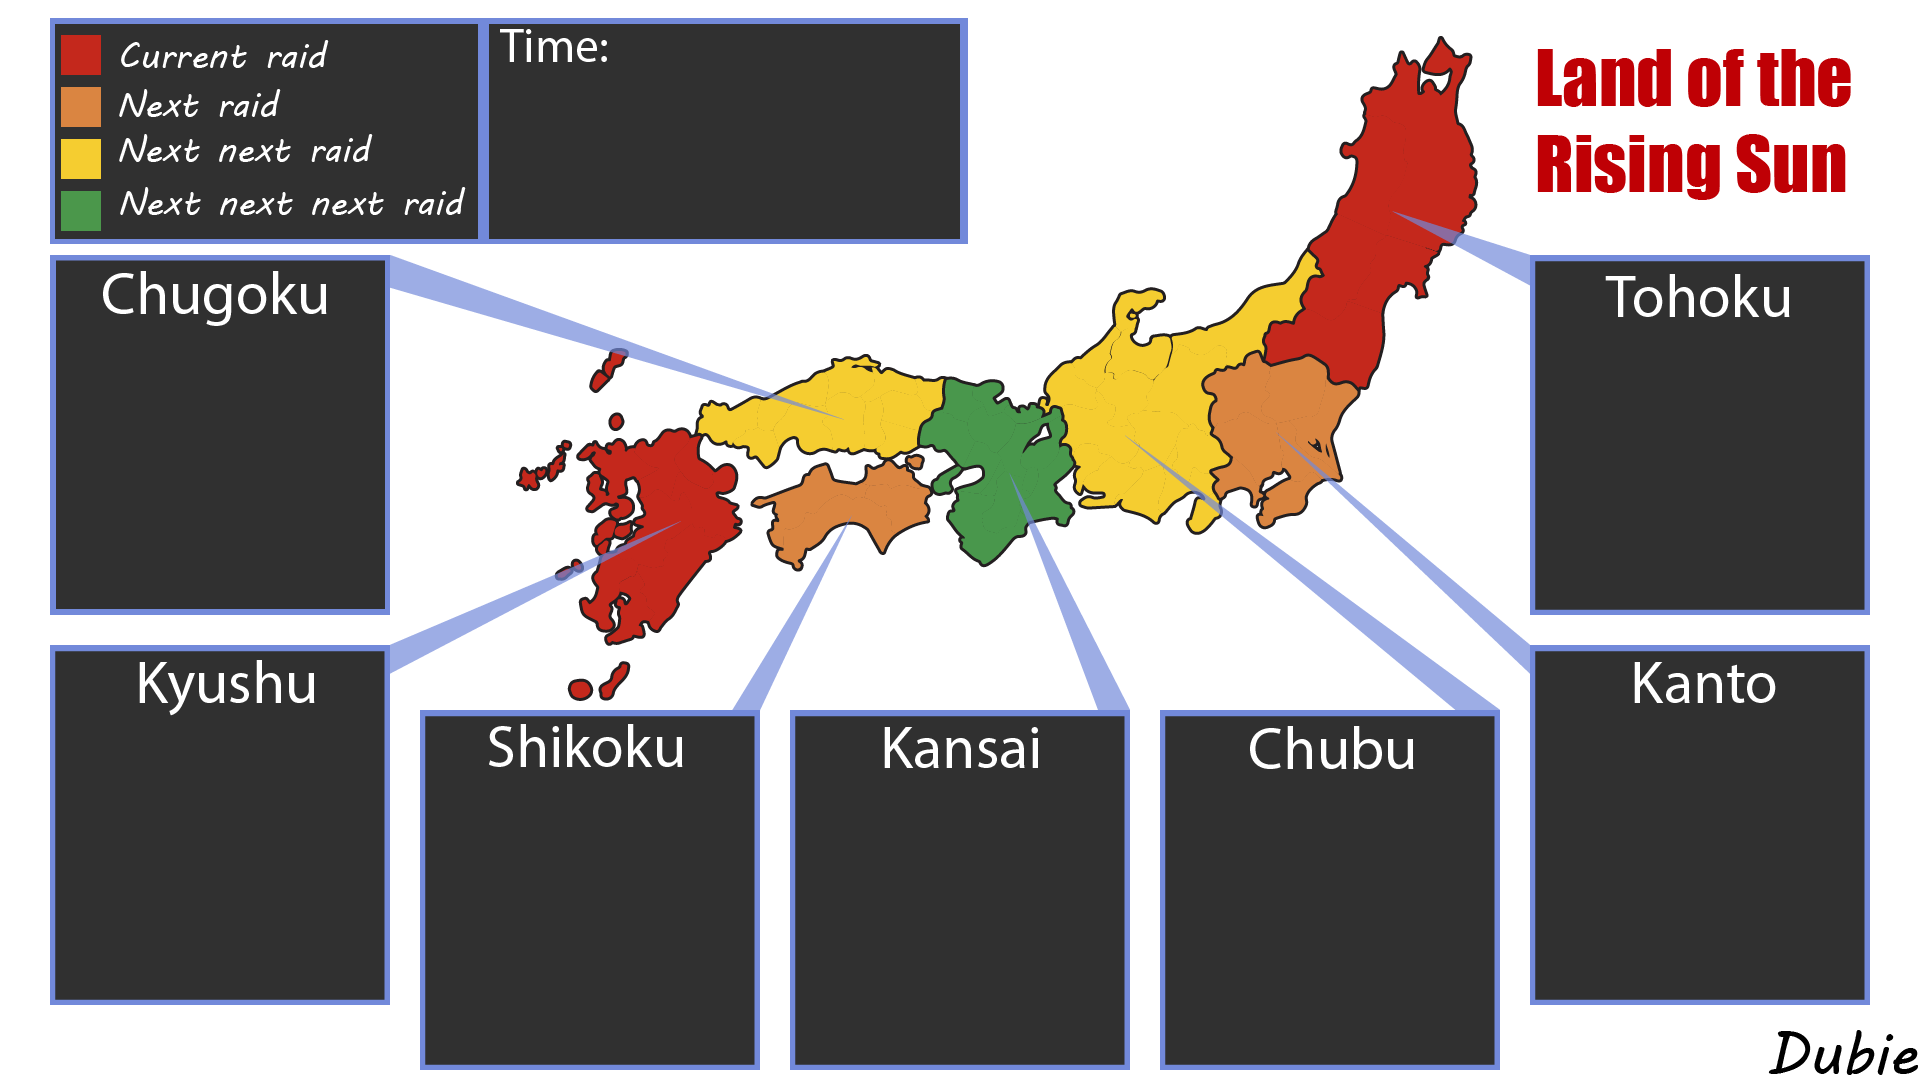 Current raid
Next raid
Next next raid
Next next next raid
Time:
Land of the
Rising Sun
Chugoku
Tohoku
Kyushu
Kanto
Shikoku
Kansai
Chubu
Dubie